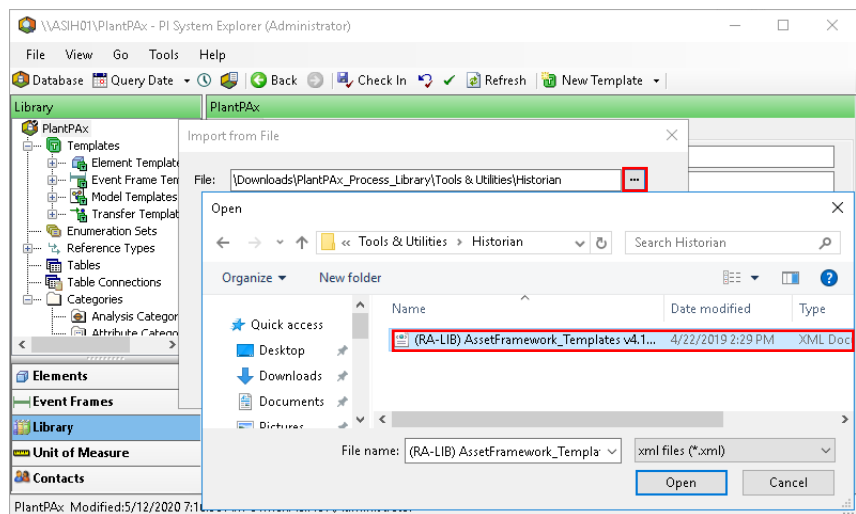 \\ASIH01\PlantPAx - PI System Explorer (Administrator)
File View Go Tools Help
Database Query Date Back Check In Refresh New Template
Library
PlantPAx
PlantPAx
Templates
Element Templat
Event Frame Tem
Model Templates
Transfer Templat
Enumeration Sets
Reference Types
Tables
Table Connections
Categories
Analysis Categor
Attribute Catego
Elements
Event Frames
Library
Unit of Measure
Contacts
Import from File
File: \Downloads\PlantPAx_Process_Library\Tools & Utilities\Historian ...
Open
« Tools & Utilities > Historian
Search Historian
Organize New folder
Name Date modified Type
Quick access
Desktop
Downloads
Documents
Pictures
(RA-LIB) AssetFramework_Templates v4.1... 4/22/2019 2:29 PM XML Doc
File name: (RA-LIB) AssetFramework_Templa xml files (*.xml)
Open Cancel
PlantPAx Modified:5/12/2020